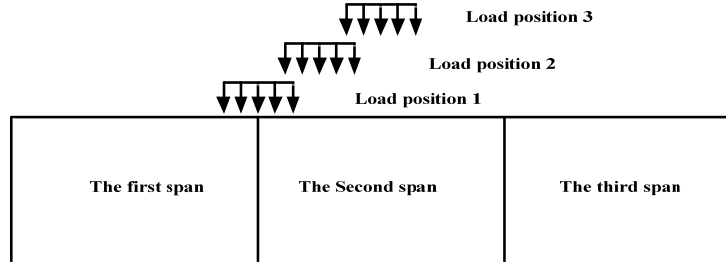 Load position 3
Load position 2
Load position 1
The first span
The Second span
The third span